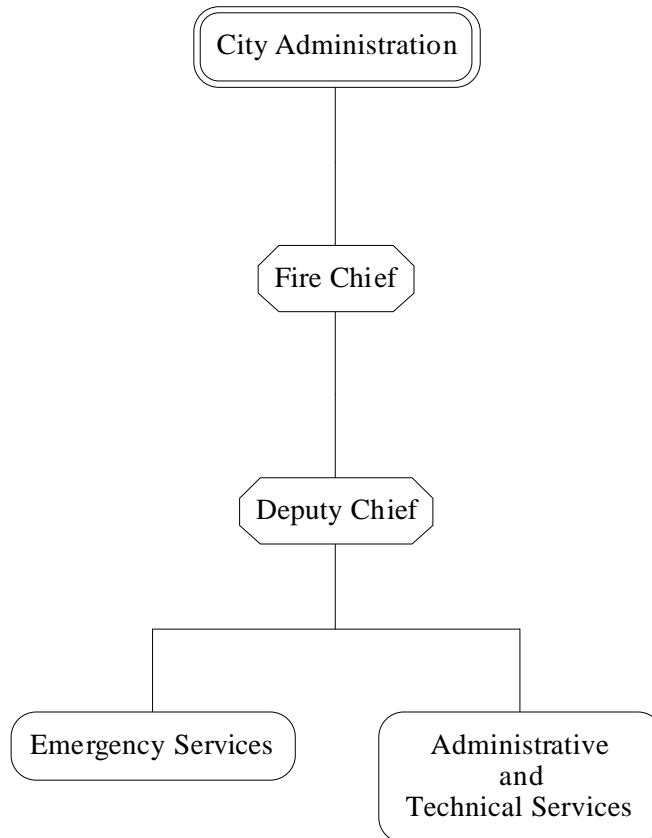 City Administration
Fire Chief
Deputy Chief
Emergency Services
Administrative
and
Technical Services